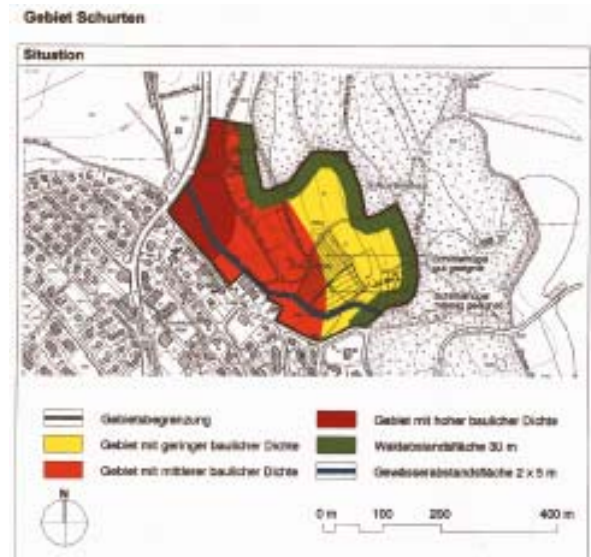 Gebiet Schurten
Situation
Gebietsbegrenzung
Gebiet mit geringer baulicher Dichte
Gebiet mit mittlerer baulicher Dichte
Gebiet mit hoher baulicher Dichte
Waldabstandsfläche 30 m
Gewässerabstandsfläche 2 x 5 m
N
0 m 100 200 400 m